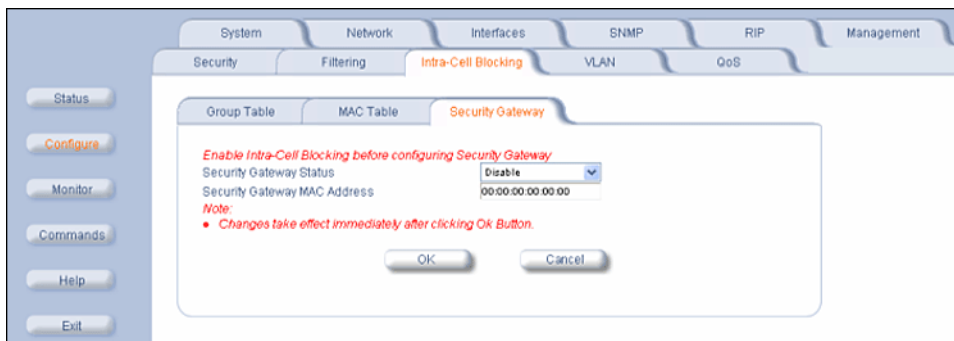 System Network Interfaces SNMP RIP Management
Security Filtering Intra-Cell Blocking VLAN QoS
Status
Configure
Monitor
Commands
Help
Exit
Group Table MAC Table Security Gateway
Enable Intra-Cell Blocking before configuring Security Gateway
Security Gateway Status Disable
Security Gateway MAC Address 00:00:00:00:00:00
Note:
• Changes take effect immediately after clicking Ok Button.
OK Cancel